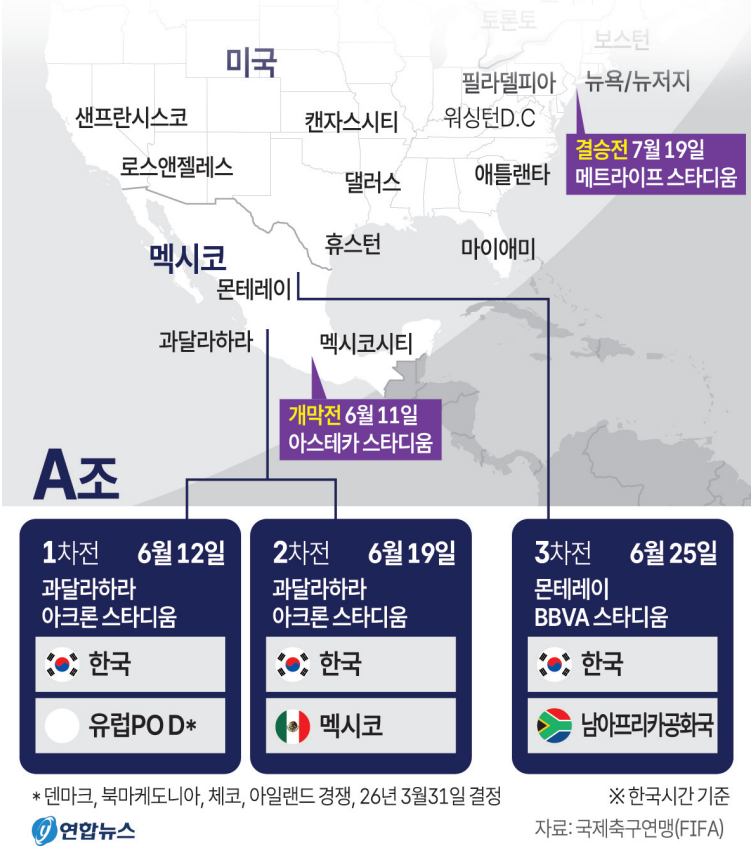 토론토
보스턴
미국
필라델피아
뉴욕/뉴저지
샌프란시스코
캔자스시티
워싱턴D.C
결승전 7월 19일
메트라이프 스타디움
로스앤젤레스
댈러스
애틀랜타
멕시코
휴스턴
마이애미
몬테레이
과달라하라
멕시코시티
개막전 6월 11일
아스테카 스타디움
A조
1차전 6월 12일
과달라하라
아크론 스타디움
한국
유럽PO D*
2차전 6월 19일
과달라하라
아크론 스타디움
한국
멕시코
3차전 6월 25일
몬테레이
BBVA 스타디움
한국
남아프리카공화국
* 덴마크, 북마케도니아, 체코, 아일랜드 경쟁, 26년 3월31일 결정
※ 한국시간 기준
연합뉴스
자료: 국제축구연맹(FIFA)